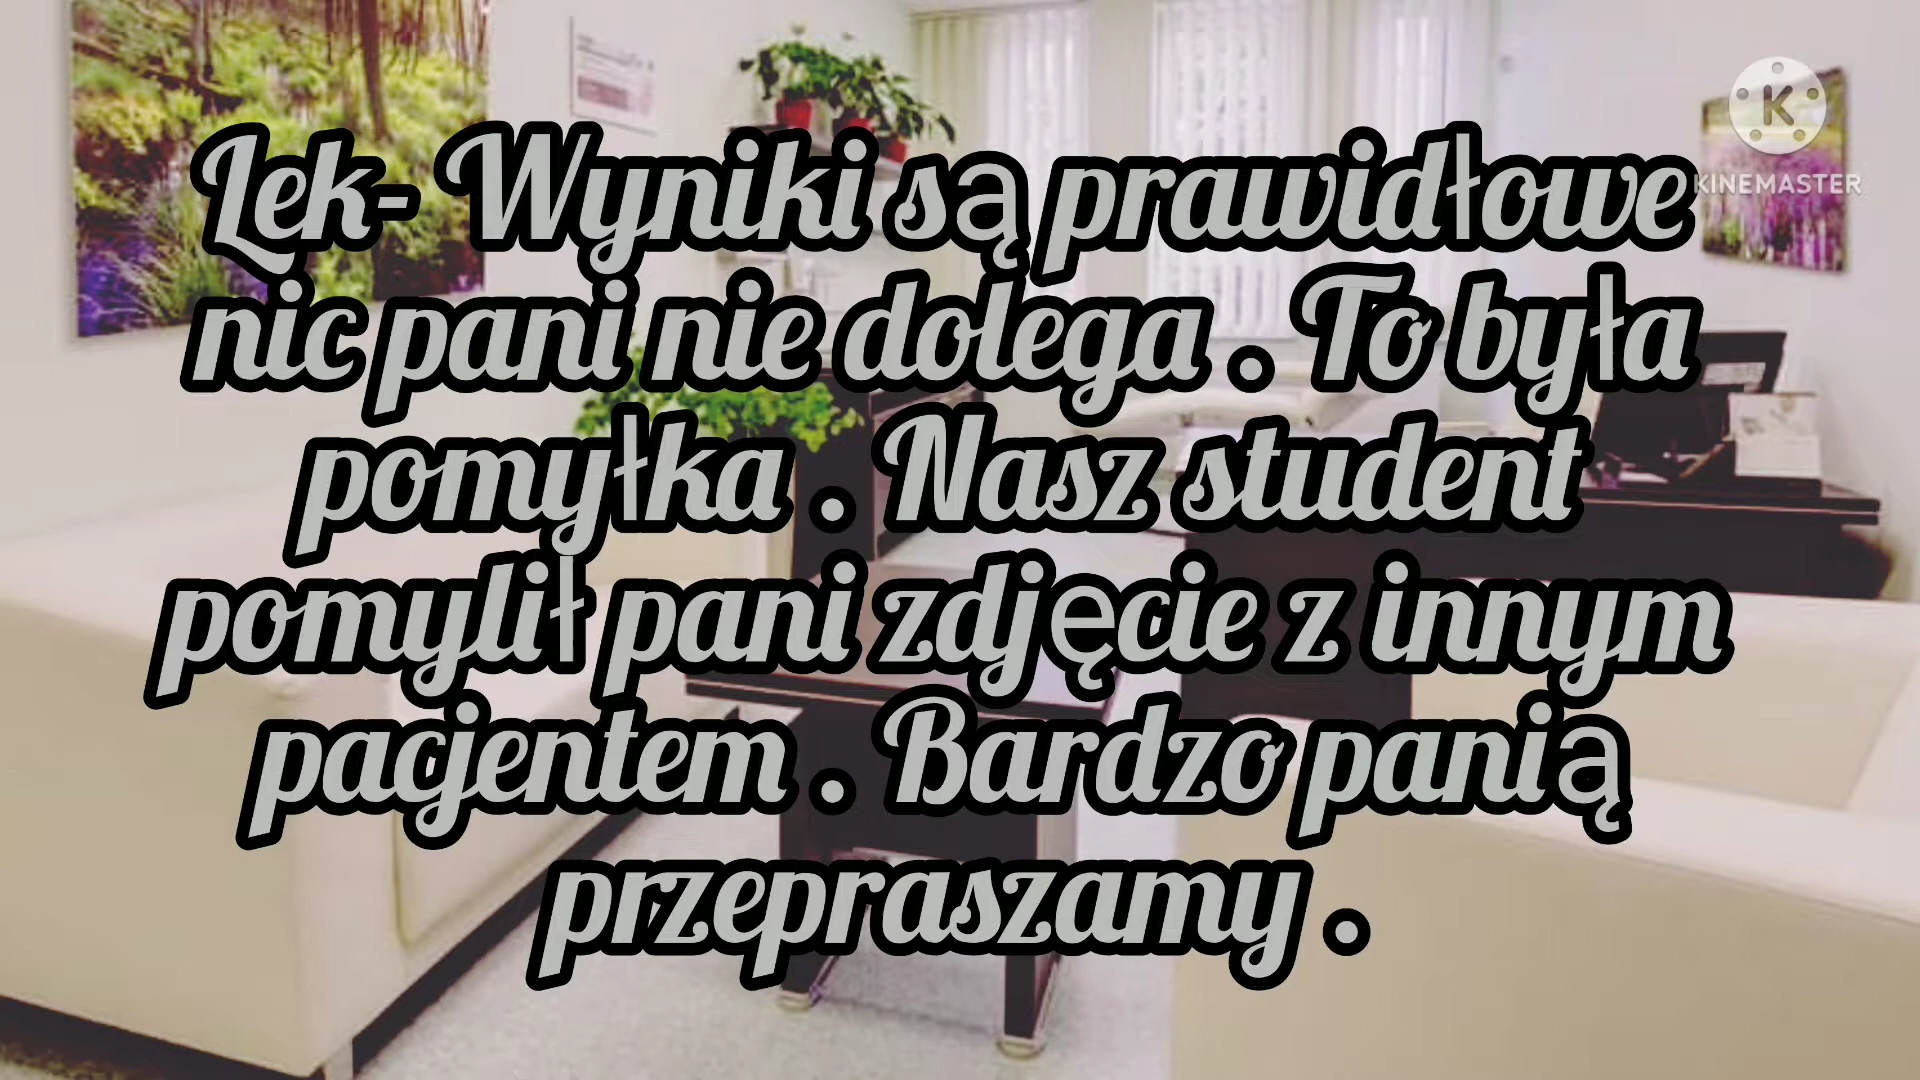 Lek- Wyniki są prawidłowe
nic pani nie dolega . To była
pomyłka . Nasz student
pomylił pani zdjęcie z innym
pacjentem . Bardzo panią
przepraszamy .
K
KINEMASTER